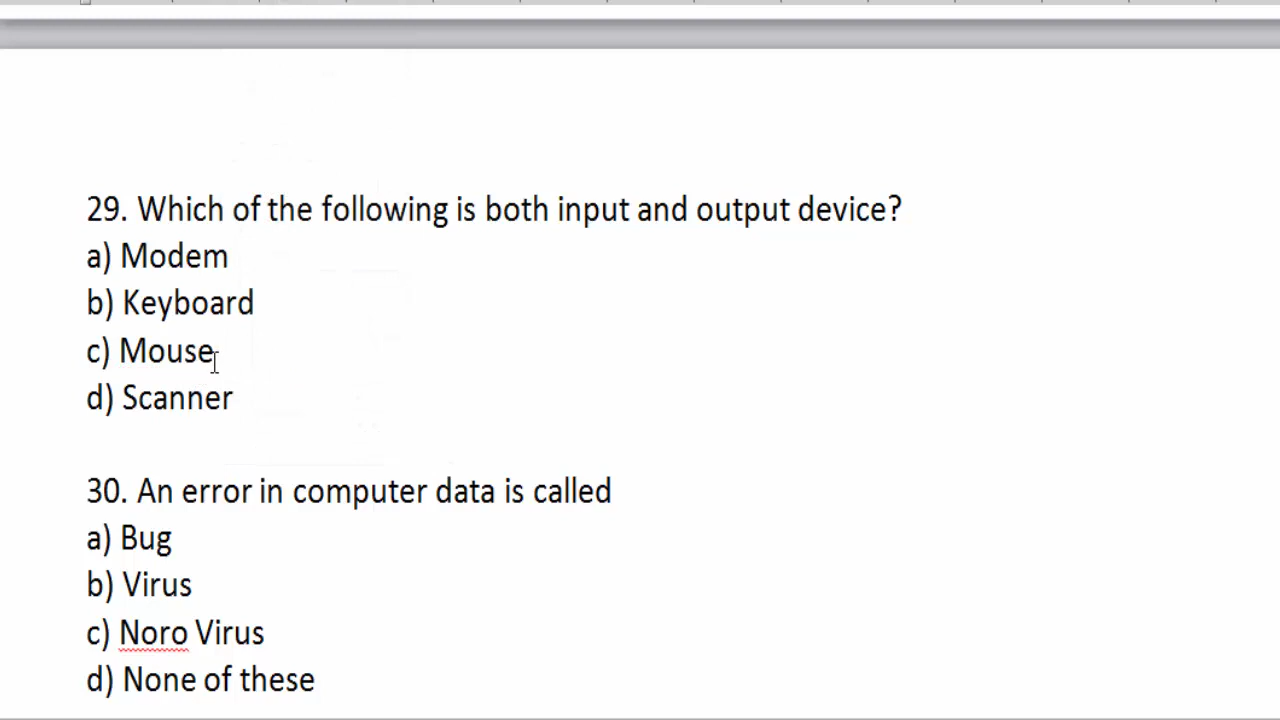 29. Which of the following is both input and output device?
a) Modem
b) Keyboard
c) Mouse
d) Scanner
30. An error in computer data is called
a) Bug
b) Virus
c) Noro Virus
d) None of these